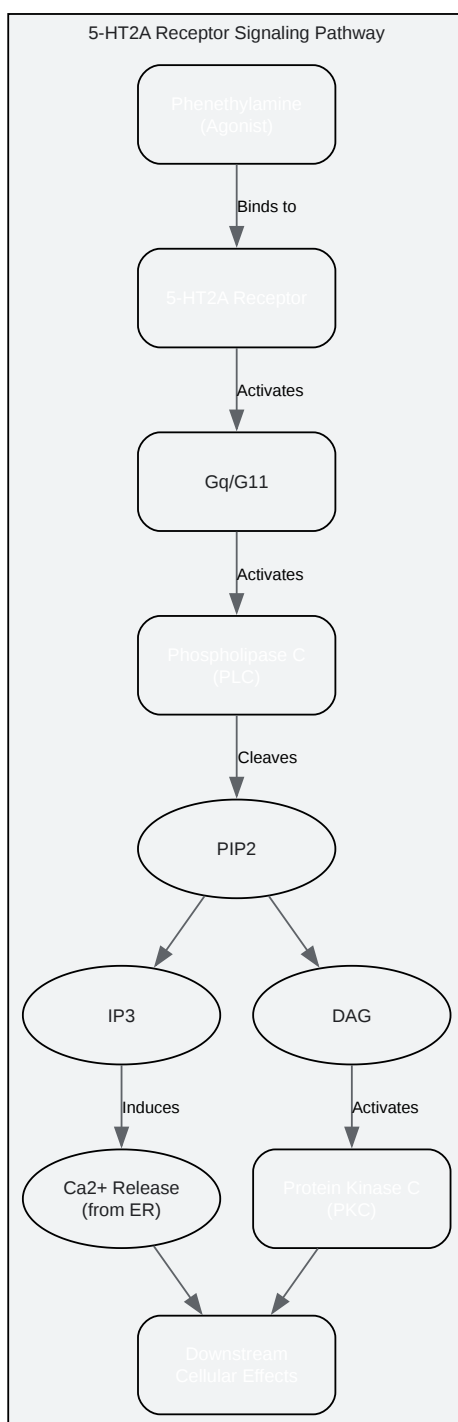 5-HT2A Receptor Signaling Pathway
Phenethylamine
(Agonist)
Binds to
5-HT2A Receptor
Activates
Gq/G11
Activates
Phospholipase C
(PLC)
Cleaves
PIP2
IP3
DAG
Induces
Activates
Ca2+ Release
(from ER)
Protein Kinase C
(PKC)
Downstream
Cellular Effects